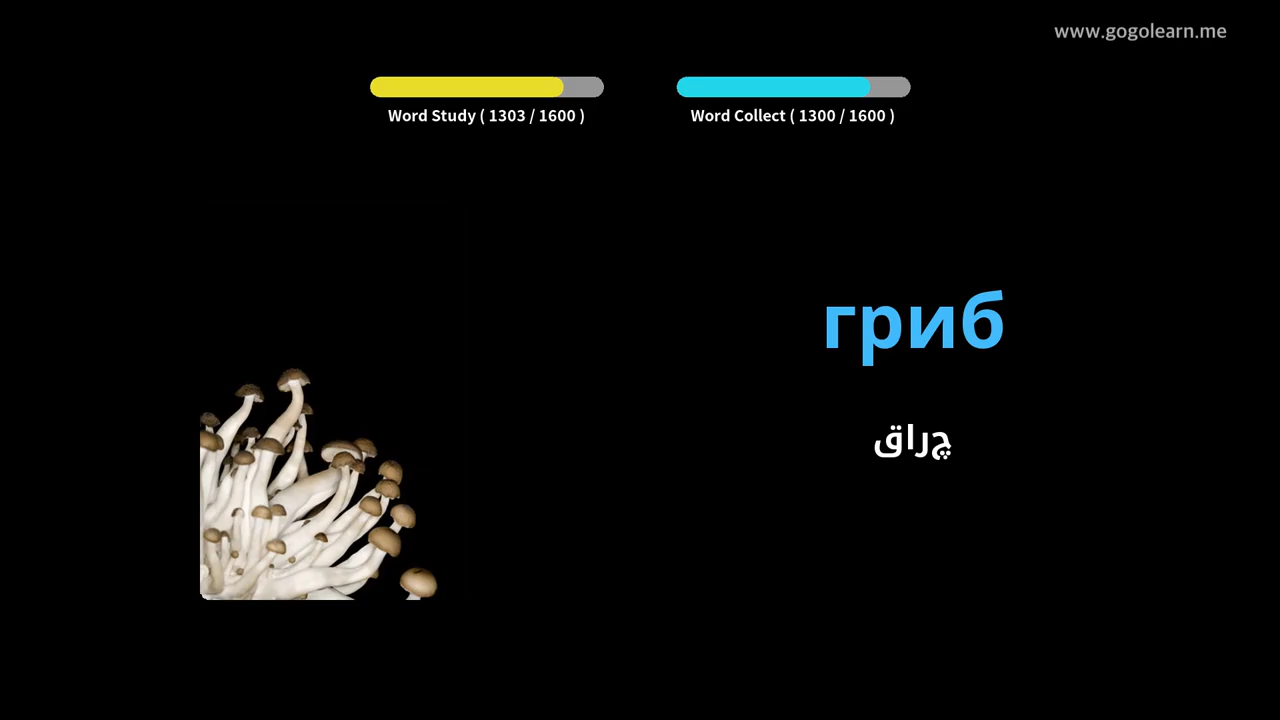 www.gogolearn.me
Word Study ( 1303 / 1600 )
Word Collect ( 1300 / 1600 )
гриб
چراق